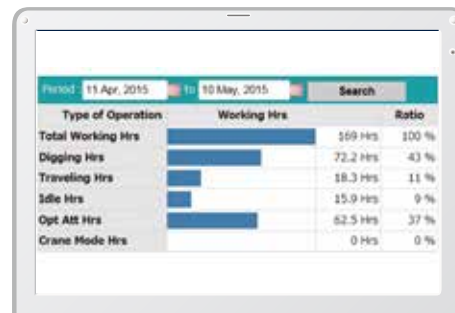 Period : 11 Apr, 2015 to 10 May, 2015 Search
Type of Operation Working Hrs Ratio
Total Working Hrs 169 Hrs 100 %
Digging Hrs 72.2 Hrs 43 %
Traveling Hrs 18.3 Hrs 11 %
Idle Hrs 15.9 Hrs 9 %
Opt Att Hrs 62.5 Hrs 37 %
Crane Mode Hrs 0 Hrs 0 %